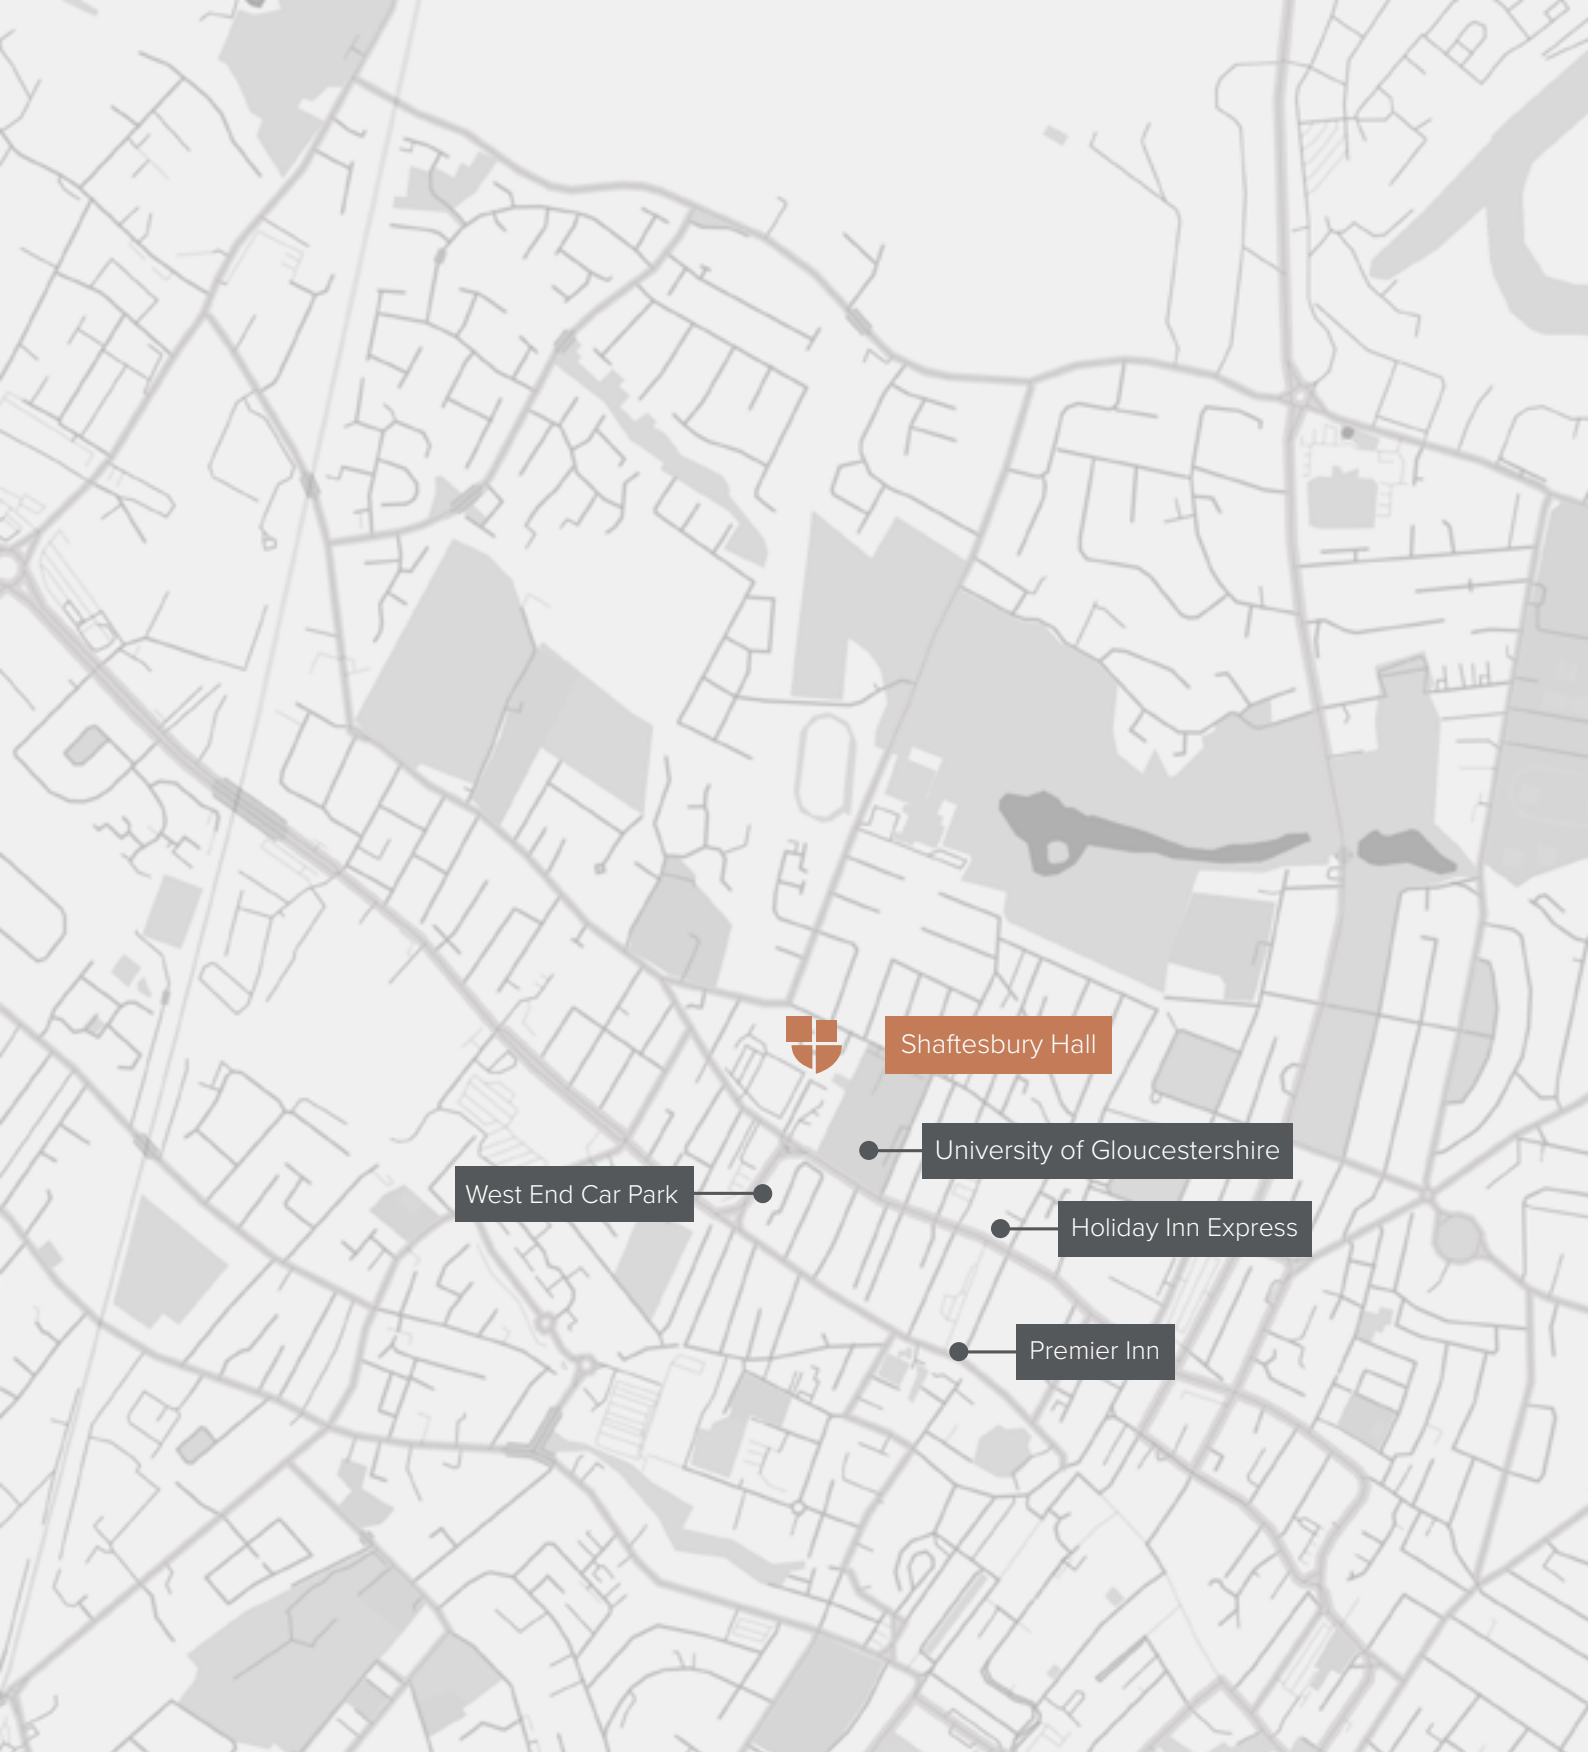 Shaftesbury Hall
University of Gloucestershire
West End Car Park
Holiday Inn Express
Premier Inn